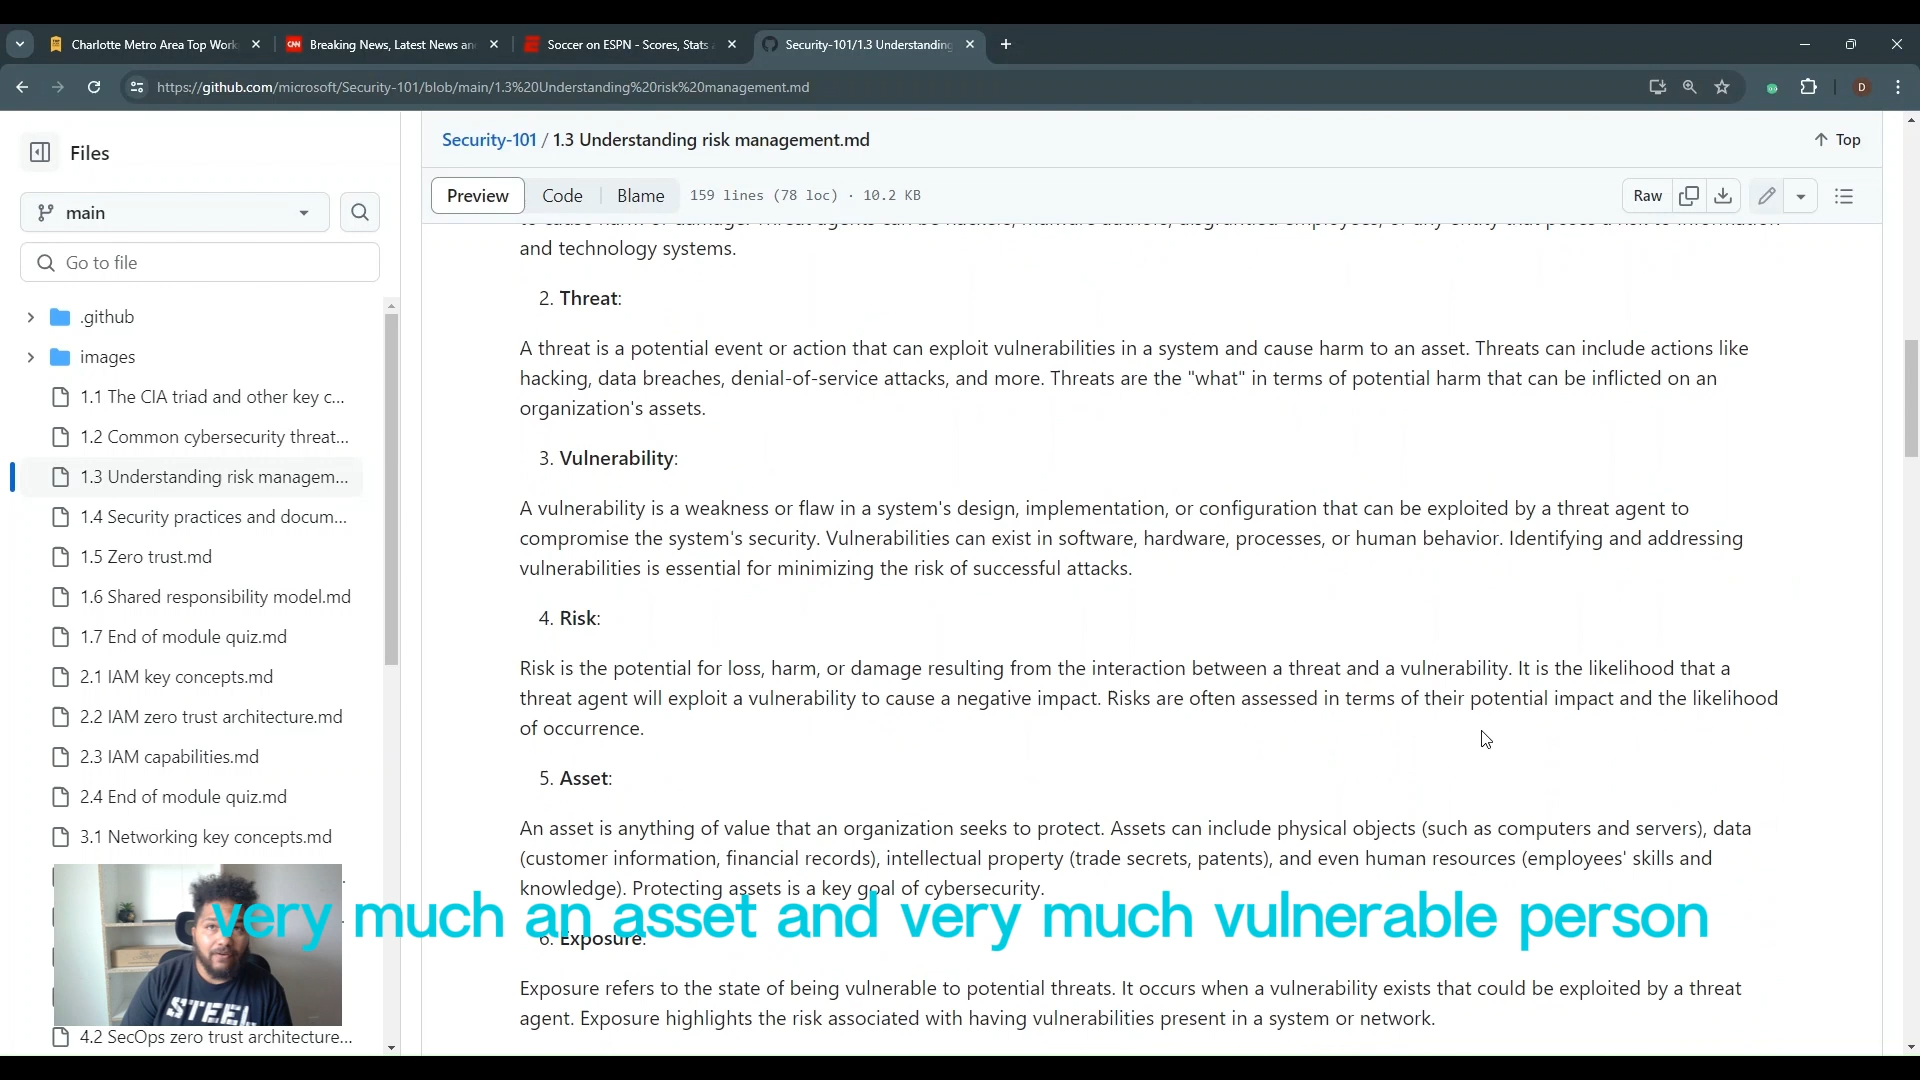 Charlotte Metro Area Top Work
Breaking News, Latest News an
Soccer on ESPN - Scores, Stats
Security-101/1.3 Understanding
https://github.com/microsoft/Security-101/blob/main/1.3%20Understanding%20risk%20management.md
D
Files
main
Go to file
.github
images
1.1 The CIA triad and other key c...
1.2 Common cybersecurity threat...
1.3 Understanding risk managem...
1.4 Security practices and docum...
1.5 Zero trust.md
1.6 Shared responsibility model.md
1.7 End of module quiz.md
2.1 IAM key concepts.md
2.2 IAM zero trust architecture.md
2.3 IAM capabilities.md
2.4 End of module quiz.md
3.1 Networking key concepts.md
4.2 SecOps zero trust architecture...
Security-101 / 1.3 Understanding risk management.md
Top
Preview Code Blame 159 lines (78 loc) · 10.2 KB
Raw
and technology systems.
2. Threat:
A threat is a potential event or action that can exploit vulnerabilities in a system and cause harm to an asset. Threats can include actions like
hacking, data breaches, denial-of-service attacks, and more. Threats are the "what" in terms of potential harm that can be inflicted on an
organization's assets.
3. Vulnerability:
A vulnerability is a weakness or flaw in a system's design, implementation, or configuration that can be exploited by a threat agent to
compromise the system's security. Vulnerabilities can exist in software, hardware, processes, or human behavior. Identifying and addressing
vulnerabilities is essential for minimizing the risk of successful attacks.
4. Risk:
Risk is the potential for loss, harm, or damage resulting from the interaction between a threat and a vulnerability. It is the likelihood that a
threat agent will exploit a vulnerability to cause a negative impact. Risks are often assessed in terms of their potential impact and the likelihood
of occurrence.
5. Asset:
An asset is anything of value that an organization seeks to protect. Assets can include physical objects (such as computers and servers), data
(customer information, financial records), intellectual property (trade secrets, patents), and even human resources (employees' skills and
knowledge). Protecting assets is a key goal of cybersecurity.
very much an asset and very much vulnerable person
6. Exposure:
Exposure refers to the state of being vulnerable to potential threats. It occurs when a vulnerability exists that could be exploited by a threat
agent. Exposure highlights the risk associated with having vulnerabilities present in a system or network.
STEEL